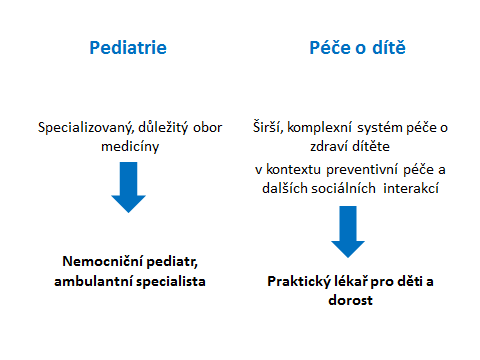 Pediatrie
Specializovaný, důležitý obor
medicíny
Nemocniční pediatr,
ambulantní specialista
Péče o dítě
Širší, komplexní systém péče o
zdraví dítěte
v kontextu preventivní péče a
dalších sociálních interakcí
Praktický lékař pro děti a
dorost